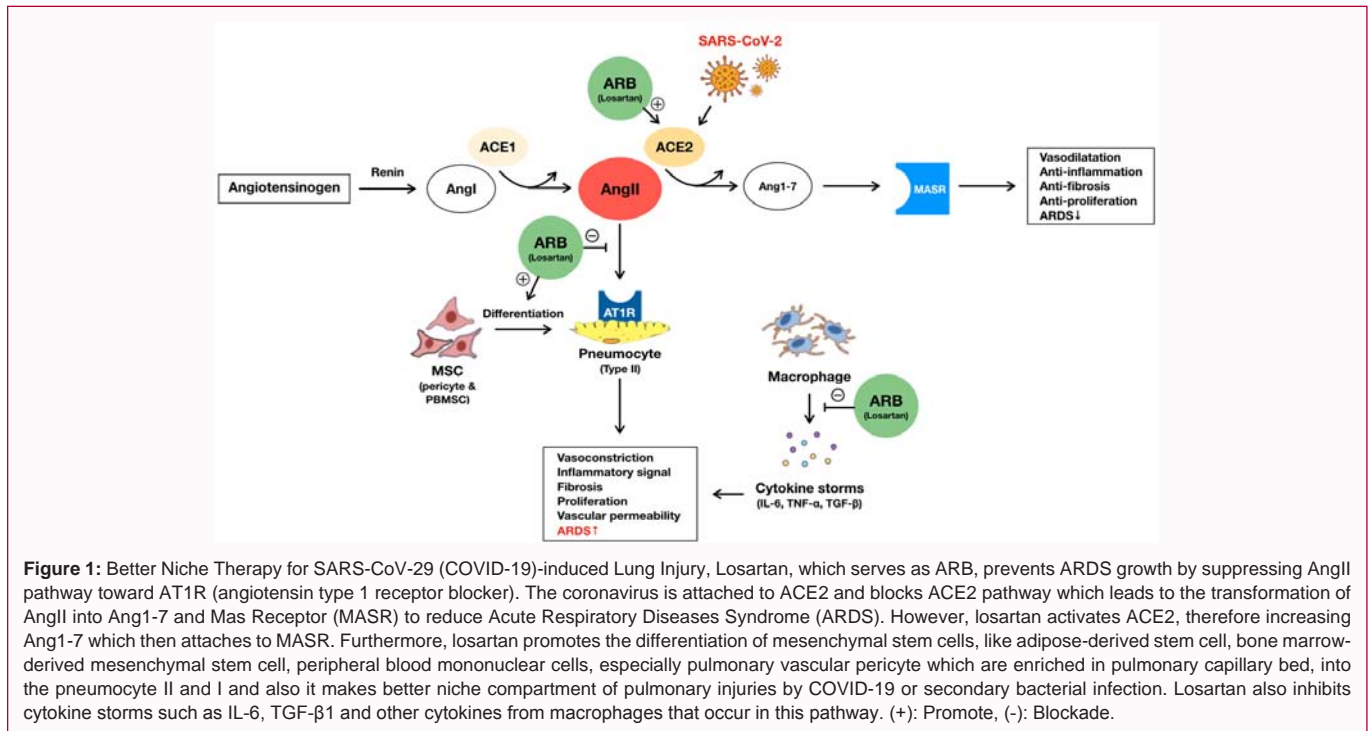 SARS-CoV-2
ARB
(Losartan)
+
ACE1
ACE2
Renin
Angiotensinogen
AngI
AngII
Ang1-7
MASR
Vasodilatation
Anti-inflammation
Anti-fibrosis
Anti-proliferation
ARDS↓
ARB
(Losartan)
−
+
Differentiation
AT1R
MSC
(pericyte &
PBMSC)
Pneumocyte
(Type II)
Macrophage
−
ARB
(Losartan)
Cytokine storms
(IL-6, TNF-α, TGF-β)
Vasoconstriction
Inflammatory signal
Fibrosis
Proliferation
Vascular permeability
ARDS↑
Figure 1: Better Niche Therapy for SARS-CoV-29 (COVID-19)-induced Lung Injury, Losartan, which serves as ARB, prevents ARDS growth by suppressing AngII
pathway toward AT1R (angiotensin type 1 receptor blocker). The coronavirus is attached to ACE2 and blocks ACE2 pathway which leads to the transformation of
AngII into Ang1-7 and Mas Receptor (MASR) to reduce Acute Respiratory Diseases Syndrome (ARDS). However, losartan activates ACE2, therefore increasing
Ang1-7 which then attaches to MASR. Furthermore, losartan promotes the differentiation of mesenchymal stem cells, like adipose-derived stem cell, bone marrow-
derived mesenchymal stem cell, peripheral blood mononuclear cells, especially pulmonary vascular pericyte which are enriched in pulmonary capillary bed, into
the pneumocyte II and I and also it makes better niche compartment of pulmonary injuries by COVID-19 or secondary bacterial infection. Losartan also inhibits
cytokine storms such as IL-6, TGF-β1 and other cytokines from macrophages that occur in this pathway. (+): Promote, (-): Blockade.